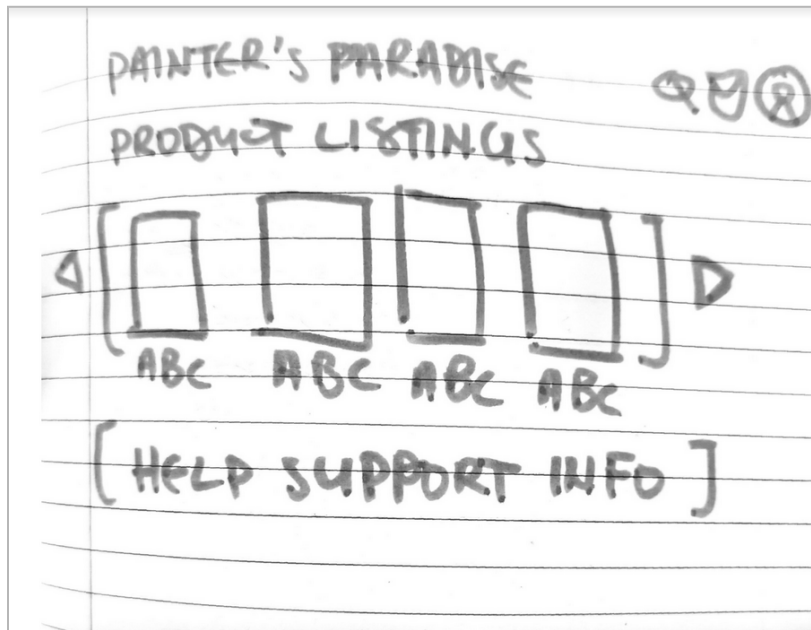 PAINTER'S PARADISE
PRODUCT LISTINGS
ABC ABC ABC ABC
[HELP SUPPORT INFO]